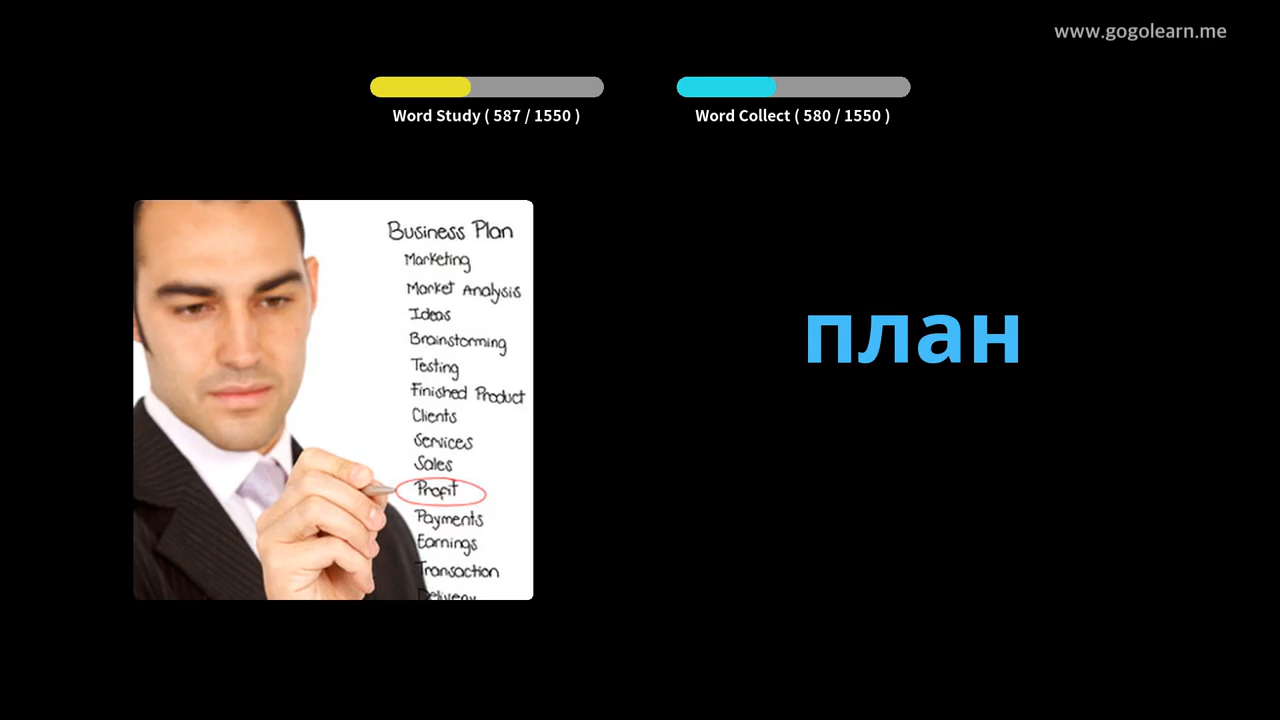 www.gogolearn.me
Word Study ( 587 / 1550 )
Word Collect ( 580 / 1550 )
Business Plan
Marketing
Market Analysis
Ideas
Brainstorming
Testing
Finished Product
Clients
Services
Sales
Profit
Payments
Earnings
Transaction
Delivery
план